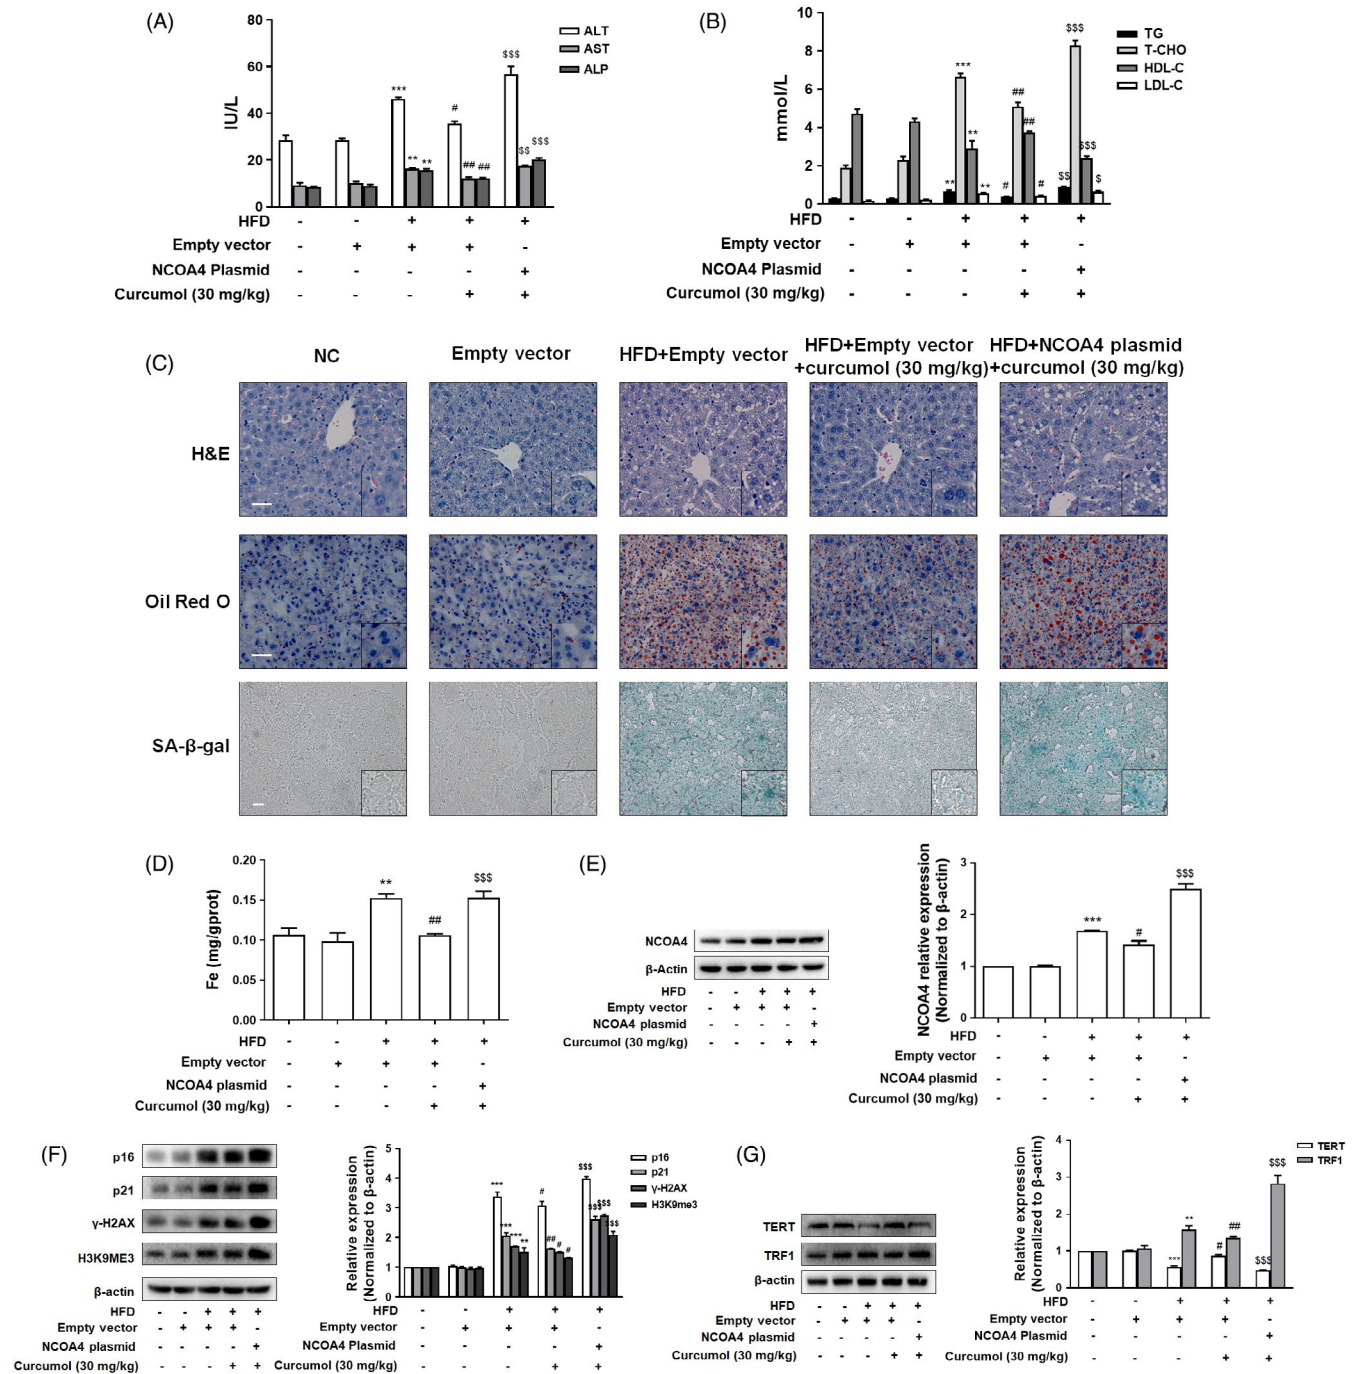 (A)
80
60
40
20
0
IU/L
ALT
AST
ALP
*** ** ** # ## ## $$$ $$ $$$
HFD - - + + +
Empty vector - + + + -
NCOA4 Plasmid - - - - +
Curcumol (30 mg/kg) - - - + +
(B)
10
8
6
4
2
0
mmol/L
TG
T-CHO
HDL-C
LDL-C
** *** ** ** # ## ## # $$ $$$ $$$ $
HFD - - + + +
Empty vector - + + + -
NCOA4 Plasmid - - - - +
Curcumol (30 mg/kg) - - - + +
(C)
NC
Empty vector
HFD+Empty vector
HFD+Empty vector
+curcumol (30 mg/kg)
HFD+NCOA4 plasmid
+curcumol (30 mg/kg)
H&E
Oil Red O
SA-β-gal
(D)
0.20
0.15
0.10
0.05
0.00
Fe (mg/gprot)
** ## $$$
HFD - - + + +
Empty vector - + + + -
NCOA4 plasmid - - - - +
Curcumol (30 mg/kg) - - - + +
(E)
NCOA4
β-Actin
HFD - - + + +
Empty vector - + + + -
NCOA4 plasmid - - - - +
Curcumol (30 mg/kg) - - - + +
3
2
1
0
NCOA4 relative expression
(Normalized to β-actin)
*** # $$$
HFD - - + + +
Empty vector - + + + -
NCOA4 plasmid - - - - +
Curcumol (30 mg/kg) - - - + +
(F)
p16
p21
γ-H2AX
H3K9ME3
β-actin
HFD - - + + +
Empty vector - + + + -
NCOA4 plasmid - - - - +
Curcumol (30 mg/kg) - - - + +
5
4
3
2
1
0
Relative expression
(Normalized to β-actin)
p16
p21
γ-H2AX
H3K9me3
*** *** *** ** # ## # # $$$ $$$ $$$ $$$
HFD - - + + +
Empty vector - + + + -
NCOA4 Plasmid - - - - +
Curcumol (30 mg/kg) - - - + +
(G)
TERT
TRF1
β-actin
HFD - - + + +
Empty vector - + + + -
NCOA4 plasmid - - - - +
Curcumol (30 mg/kg) - - - + +
4
3
2
1
0
Relative expression
(Normalized to β-actin)
TERT
TRF1
*** ** # ## $$$ $$$
HFD - - + + +
Empty vector - + + + -
NCOA4 Plasmid - - - - +
Curcumol (30 mg/kg) - - - + +